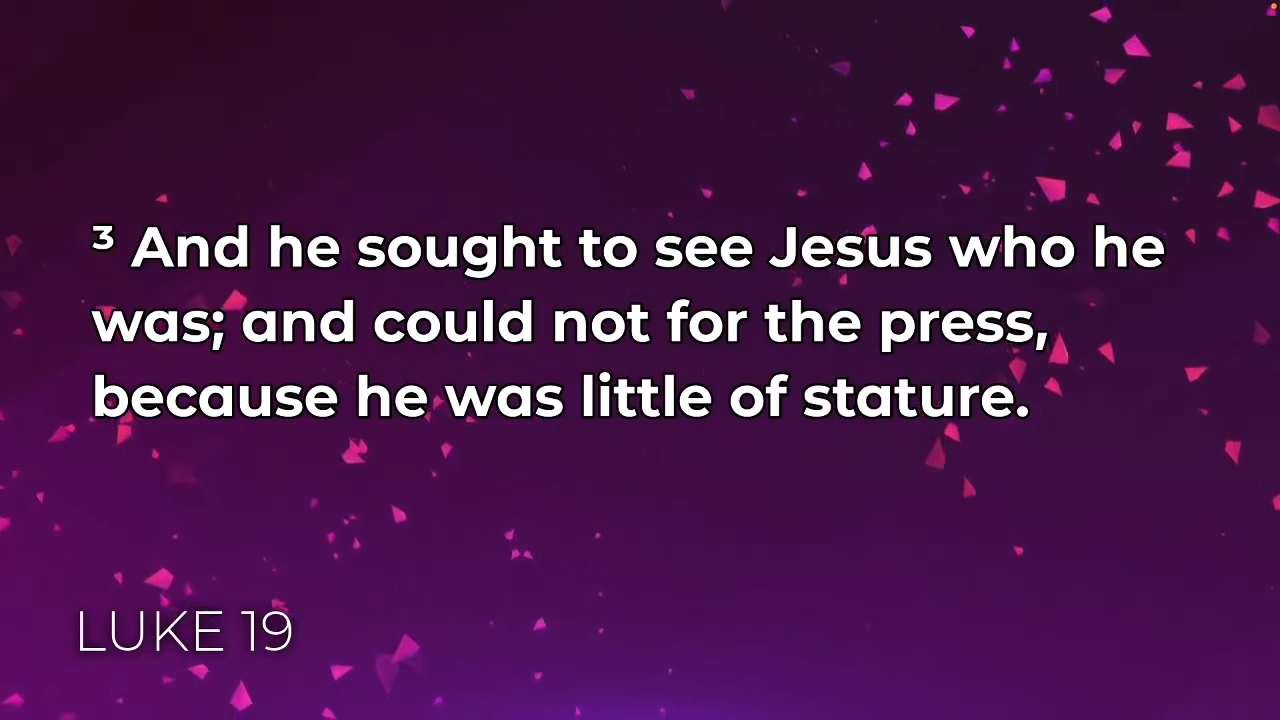 ³ And he sought to see Jesus who he
was; and could not for the press,
because he was little of stature.
LUKE 19